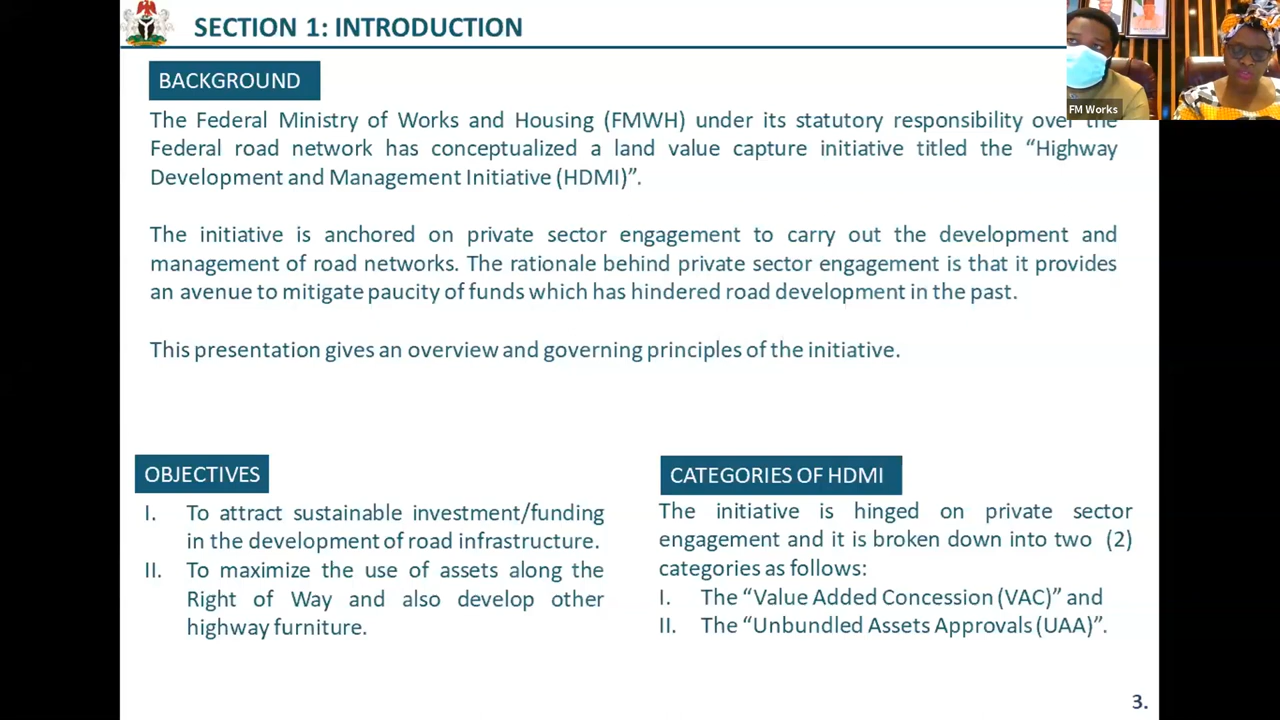 SECTION 1: INTRODUCTION
FM Works
BACKGROUND
The Federal Ministry of Works and Housing (FMWH) under its statutory responsibility over the
Federal road network has conceptualized a land value capture initiative titled the “Highway
Development and Management Initiative (HDMI)”.
The initiative is anchored on private sector engagement to carry out the development and
management of road networks. The rationale behind private sector engagement is that it provides
an avenue to mitigate paucity of funds which has hindered road development in the past.
This presentation gives an overview and governing principles of the initiative.
OBJECTIVES
I. To attract sustainable investment/funding
in the development of road infrastructure.
II. To maximize the use of assets along the
Right of Way and also develop other
highway furniture.
CATEGORIES OF HDMI
The initiative is hinged on private sector
engagement and it is broken down into two (2)
categories as follows:
I. The “Value Added Concession (VAC)” and
II. The “Unbundled Assets Approvals (UAA)”.
3.